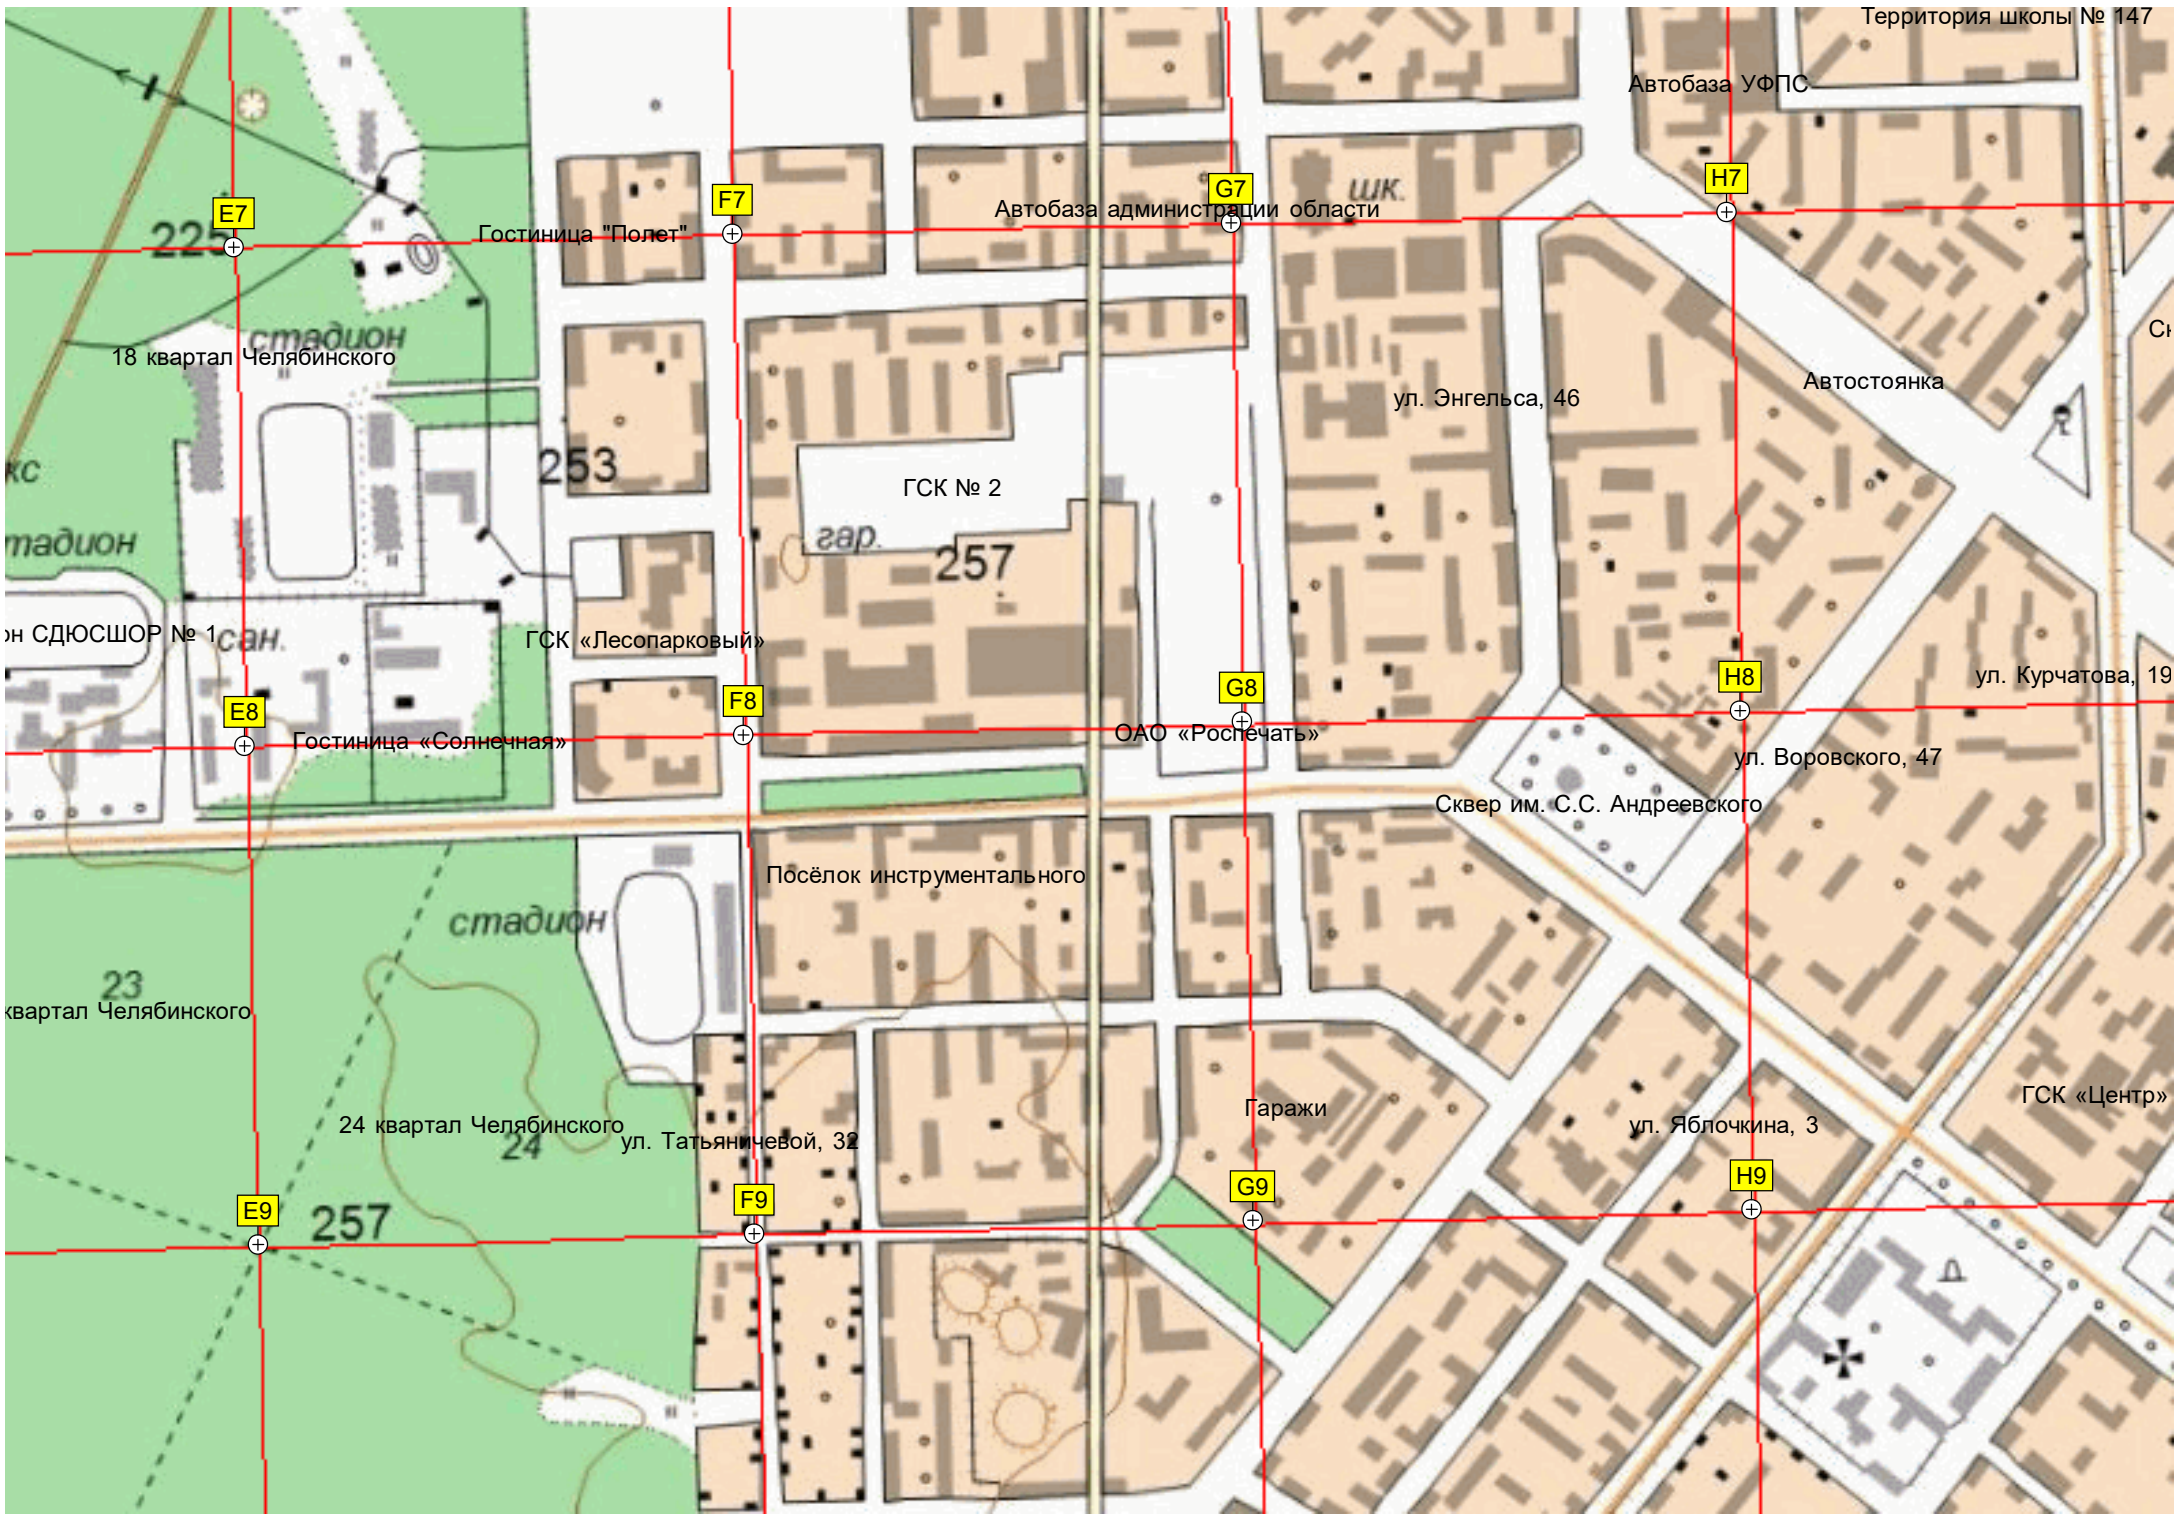 Территория школы № 147
Автобаза УФПС
H7
шк.
G7
F7
Автобаза администрации области
E7
225
Гостиница "Полет"
стадион
18 квартал Челябинского
Автостоянка
ул. Энгельса, 46
253
ГСК № 2
гар.
257
он СДЮСШОР № 1
сан.
ГСК «Лесопарковый»
ул. Курчатова, 19
H8
G8
F8
E8
ОАО «Роспечать»
Гостиница «Солнечная»
ул. Воровского, 47
Сквер им. С.С. Андреевского
Посёлок инструментального
стадион
23
квартал Челябинского
ГСК «Центр»
Гаражи
24 квартал Челябинского
ул. Яблочкина, 3
24
ул. Татьяничевой, 32
H9
G9
F9
E9
257